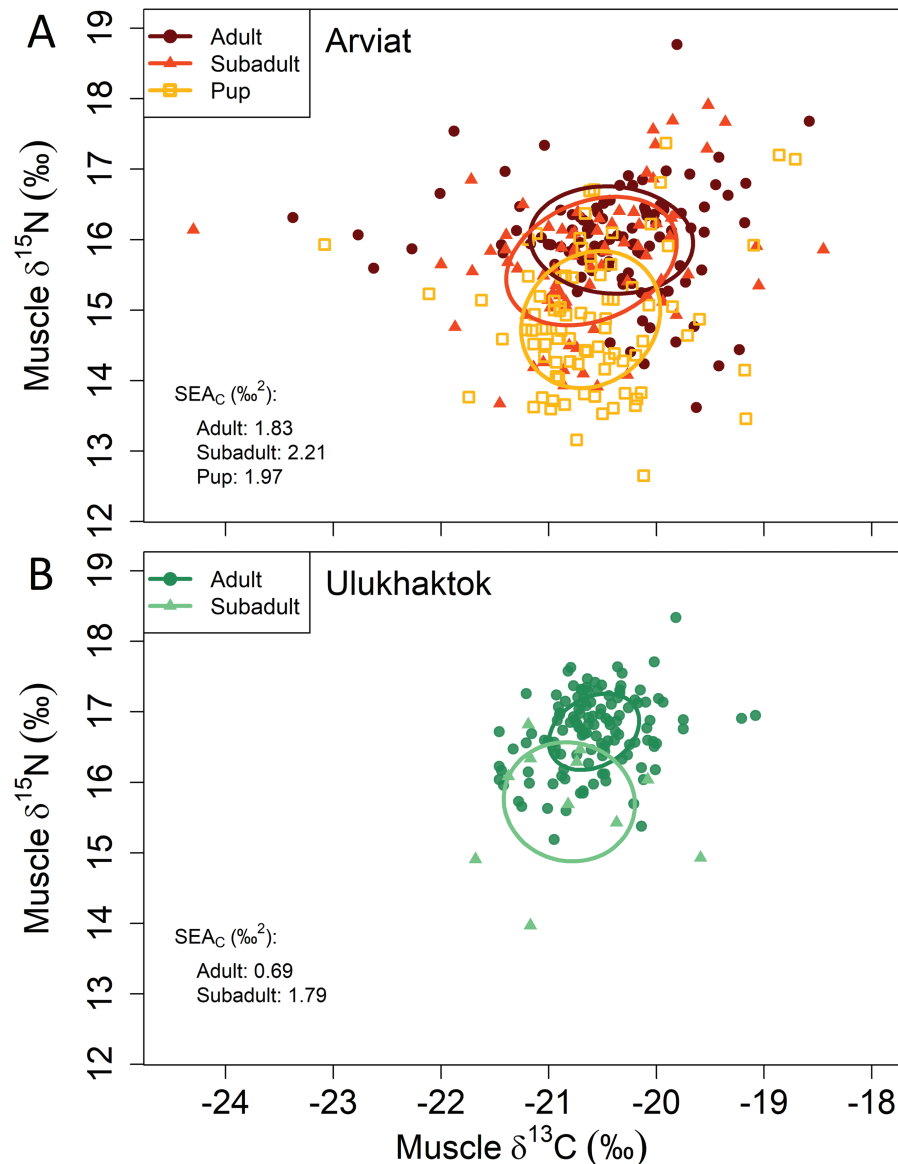 A
Adult
Subadult
Pup
Arviat
19
18
17
16
15
14
13
12
Muscle δ¹⁵N (‰)
SEA_C (‰²):
Adult: 1.83
Subadult: 2.21
Pup: 1.97
B
Adult
Subadult
Ulukhaktok
19
18
17
16
15
14
13
12
Muscle δ¹⁵N (‰)
SEA_C (‰²):
Adult: 0.69
Subadult: 1.79
-24 -23 -22 -21 -20 -19 -18
Muscle δ¹³C (‰)